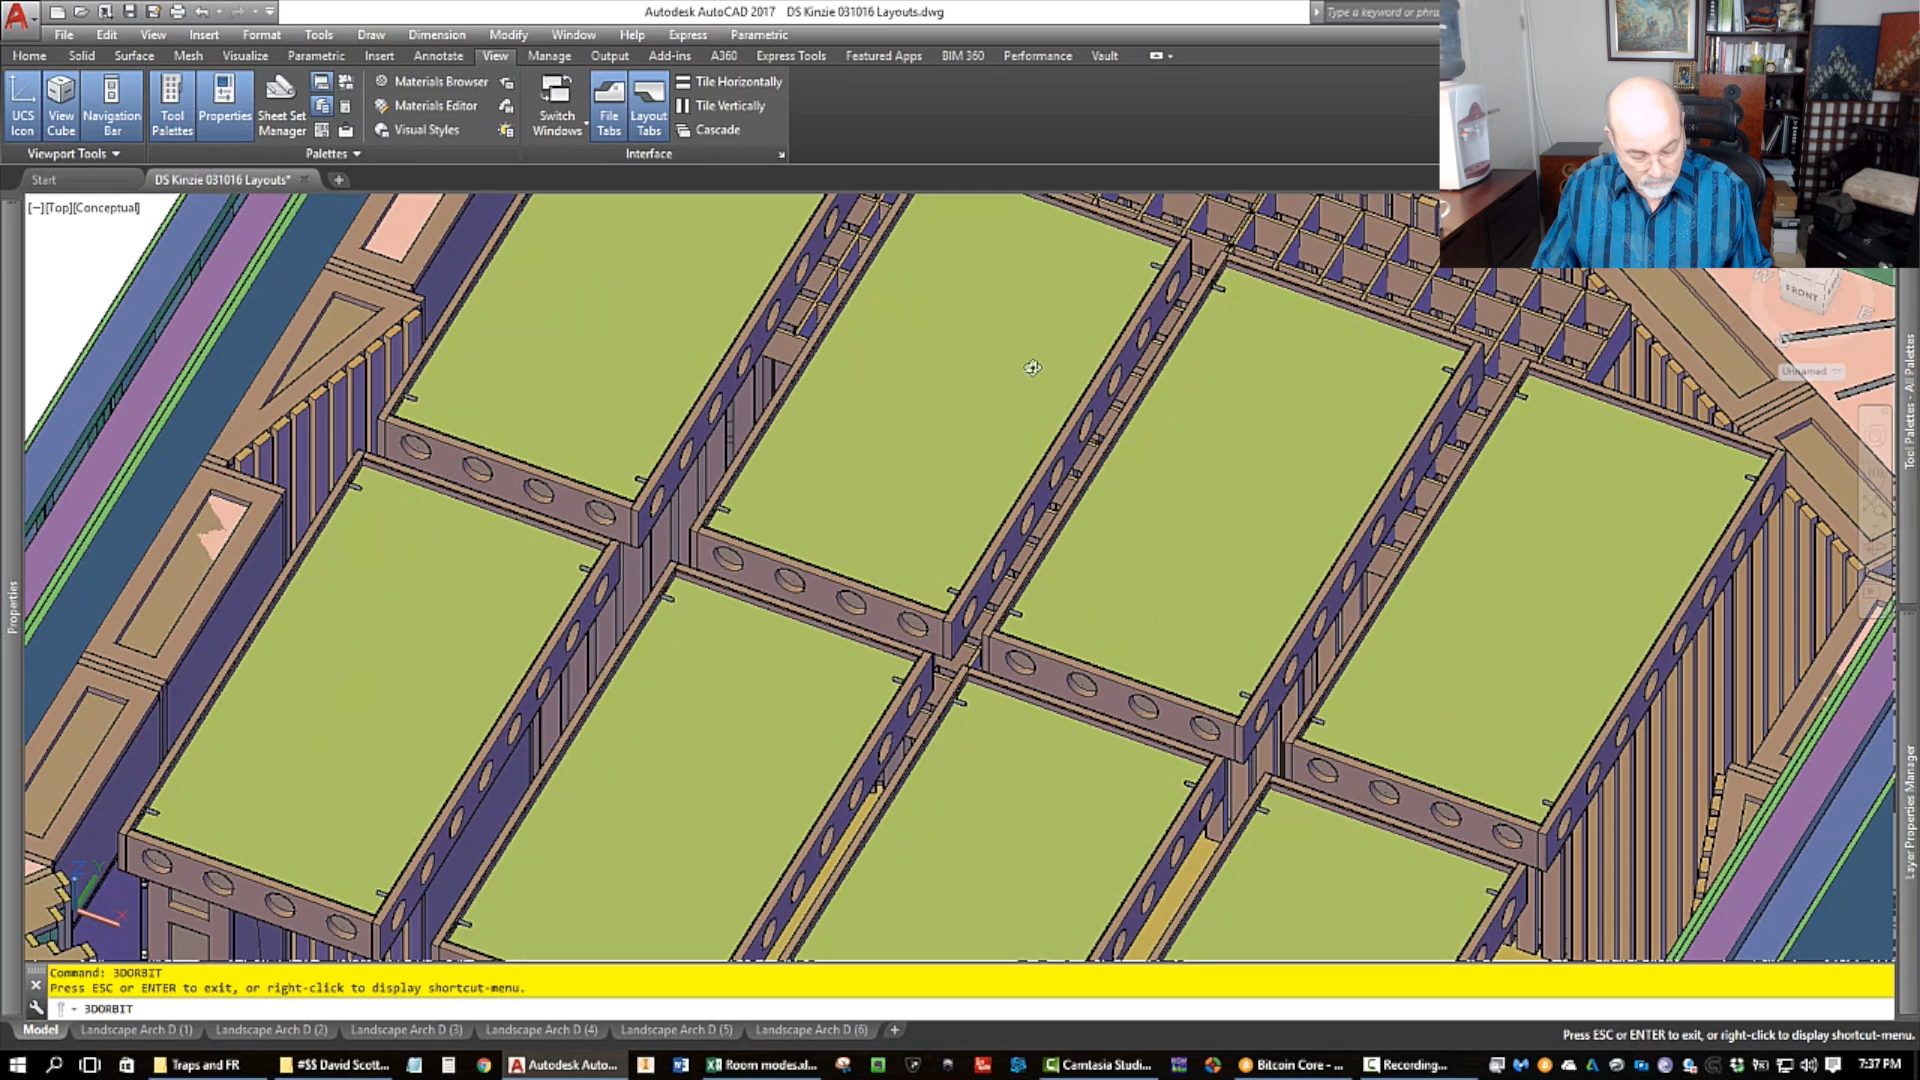 Autodesk AutoCAD 2017 DS Kinzie 031016 Layouts.dwg
Type a keyword or phra
File Edit View Insert Format Tools Draw Dimension Modify Window Help Express Parametric
Home Solid Surface Mesh Visualize Parametric Insert Annotate View Manage Output Add-ins A360 Express Tools Featured Apps BIM 360 Performance Vault
UCS Icon
View Cube
Navigation Bar
Tool Palettes
Properties
Sheet Set Manager
Materials Browser
Materials Editor
Visual Styles
Switch Windows
File Tabs
Layout Tabs
Tile Horizontally
Tile Vertically
Cascade
Viewport Tools
Palettes
Interface
Start
DS Kinzie 031016 Layouts*
[−][Top][Conceptual]
W
FRONT
E
Unnamed
Tool Palettes - All Palettes
Properties
Layer Properties Manager
Z
Y
X
Command: 3DORBIT
Press ESC or ENTER to exit, or right-click to display shortcut-menu.
3DORBIT
Model Landscape Arch D (1) Landscape Arch D (2) Landscape Arch D (3) Landscape Arch D (4) Landscape Arch D (5) Landscape Arch D (6) +
Press ESC or ENTER to exit, or right-click to display shortcut-menu.
Traps and FR
#$$ David Scott...
Autodesk Auto...
Room modes.al...
Camtasia Studi...
Bitcoin Core - ...
Recording...
7:37 PM